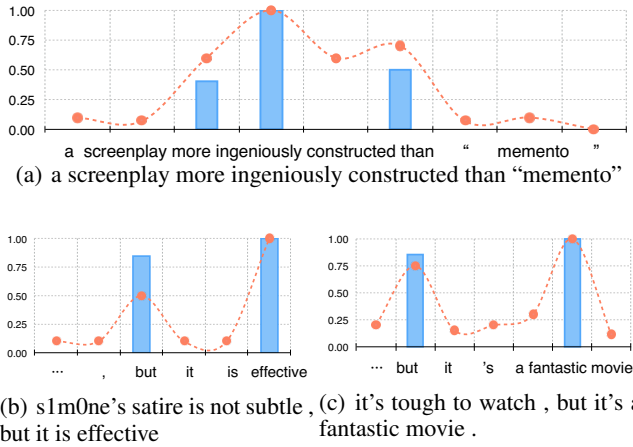 1.00
0.75
0.50
0.25
0.00
a screenplay more ingeniously constructed than “ memento ”
(a) a screenplay more ingeniously constructed than “memento”
1.00
0.75
0.50
0.25
0.00
... , but it is effective
(b) s1m0ne’s satire is not subtle ,
but it is effective
1.00
0.75
0.50
0.25
0.00
... but it 's a fantastic movie
(c) it’s tough to watch , but it’s a
fantastic movie .